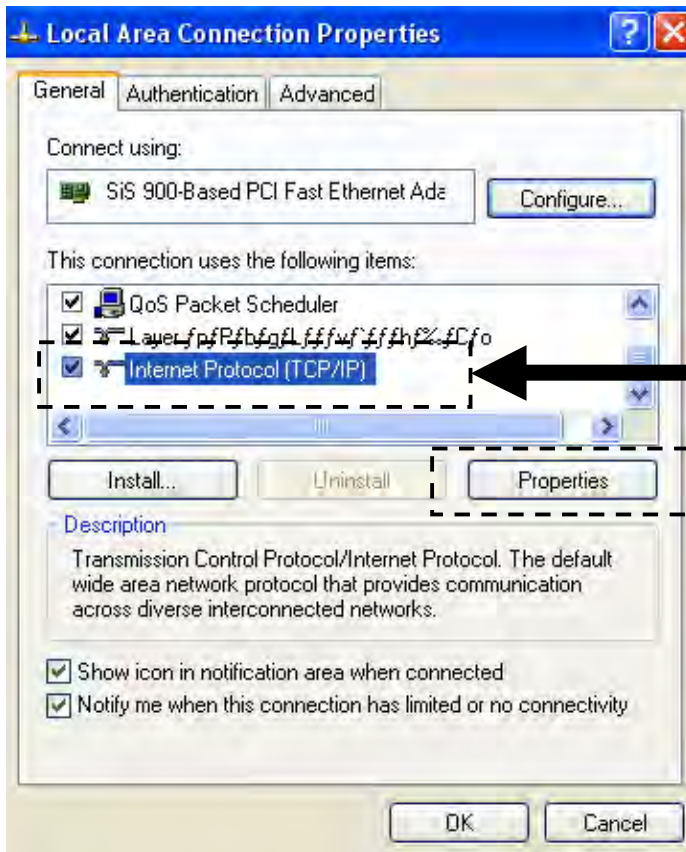 Local Area Connection Properties
General Authentication Advanced
Connect using:
SiS 900-Based PCI Fast Ethernet Ada
Configure...
This connection uses the following items:
QoS Packet Scheduler
Layer
Internet Protocol (TCP/IP)
Install... Uninstall Properties
Description
Transmission Control Protocol/Internet Protocol. The default
wide area network protocol that provides communication
across diverse interconnected networks.
Show icon in notification area when connected
Notify me when this connection has limited or no connectivity
OK Cancel